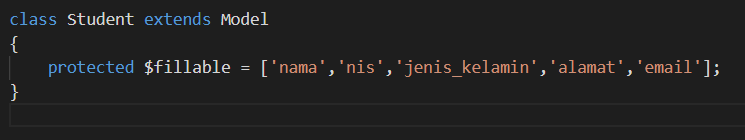 class Student extends Model
{
    protected $fillable = ['nama','nis','jenis_kelamin','alamat','email'];
}